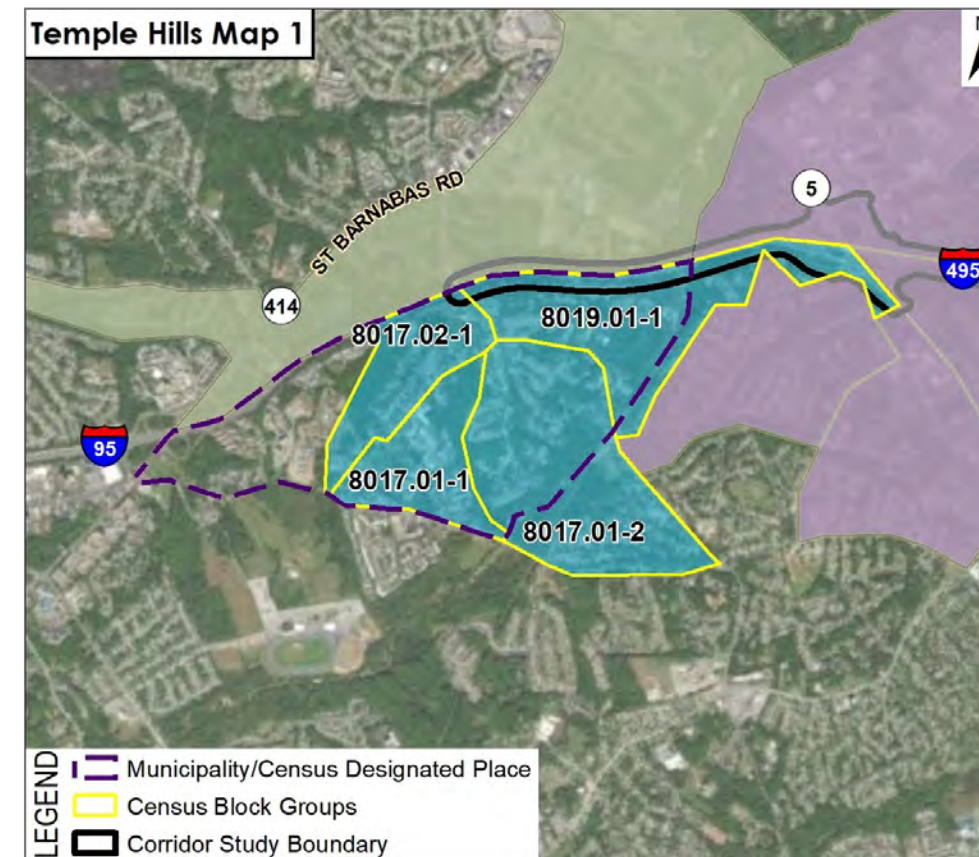 Temple Hills Map 1
ST BARNABAS RD
5
495
414
8017.02-1
8019.01-1
95
8017.01-1
8017.01-2
LEGEND
Municipality/Census Designated Place
Census Block Groups
Corridor Study Boundary